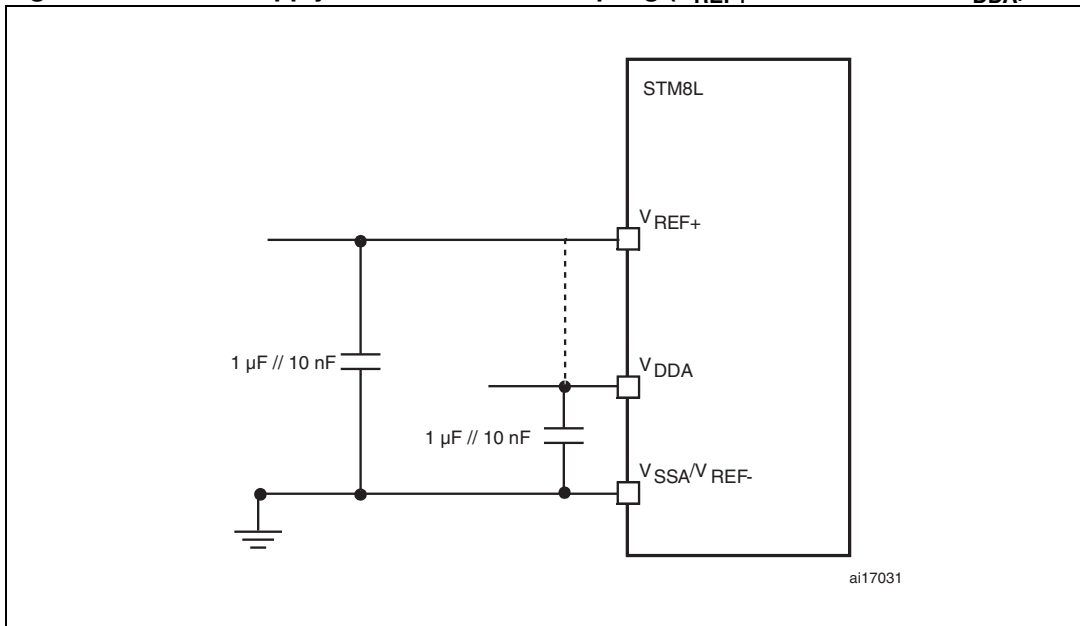 STM8L
VREF+
1 µF // 10 nF
VDDA
1 µF // 10 nF
VSSA/VREF-
ai17031